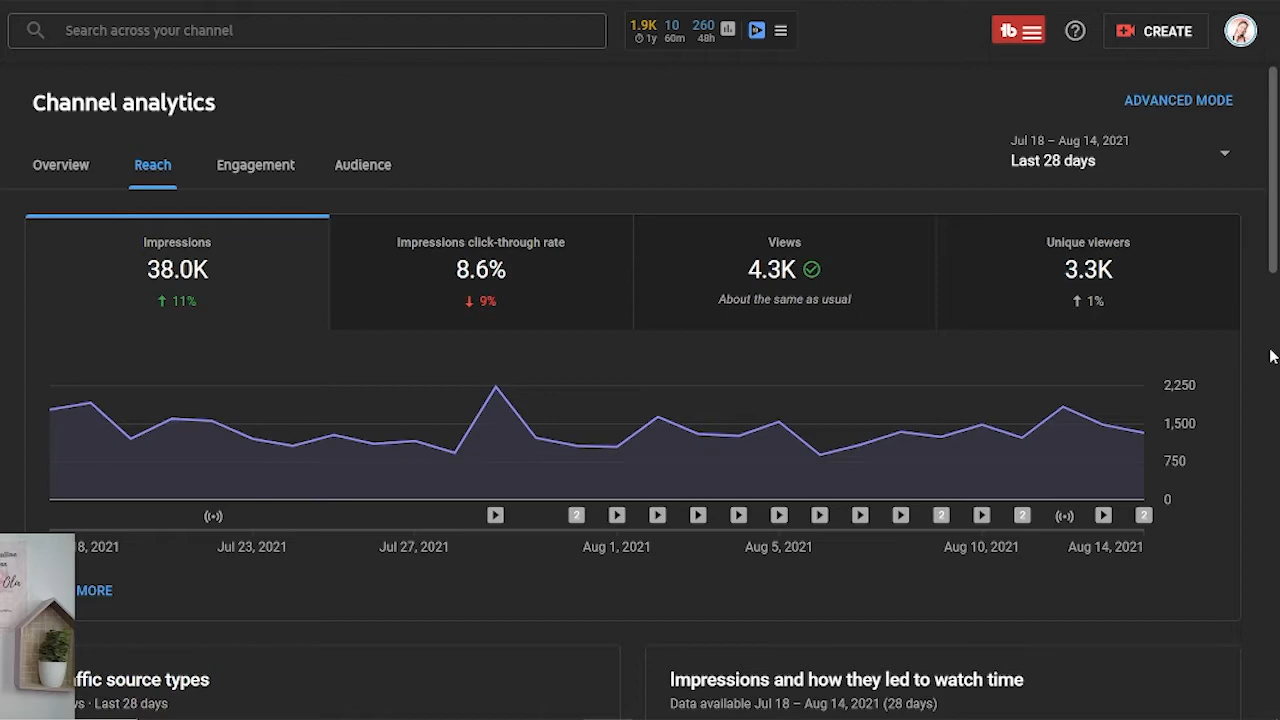 Search across your channel
1.9K 10 260
1y 60m 48h
tb
CREATE
Channel analytics
ADVANCED MODE
Jul 18 – Aug 14, 2021
Last 28 days
Overview Reach Engagement Audience
Impressions Impressions click-through rate Views Unique viewers
38.0K 8.6% 4.3K 3.3K
11% 9% About the same as usual 1%
2,250
1,500
750
0
2 2 2 2
8, 2021 Jul 23, 2021 Jul 27, 2021 Aug 1, 2021 Aug 5, 2021 Aug 10, 2021 Aug 14, 2021
MORE
ffic source types
Last 28 days
Impressions and how they led to watch time
Data available Jul 18 – Aug 14, 2021 (28 days)